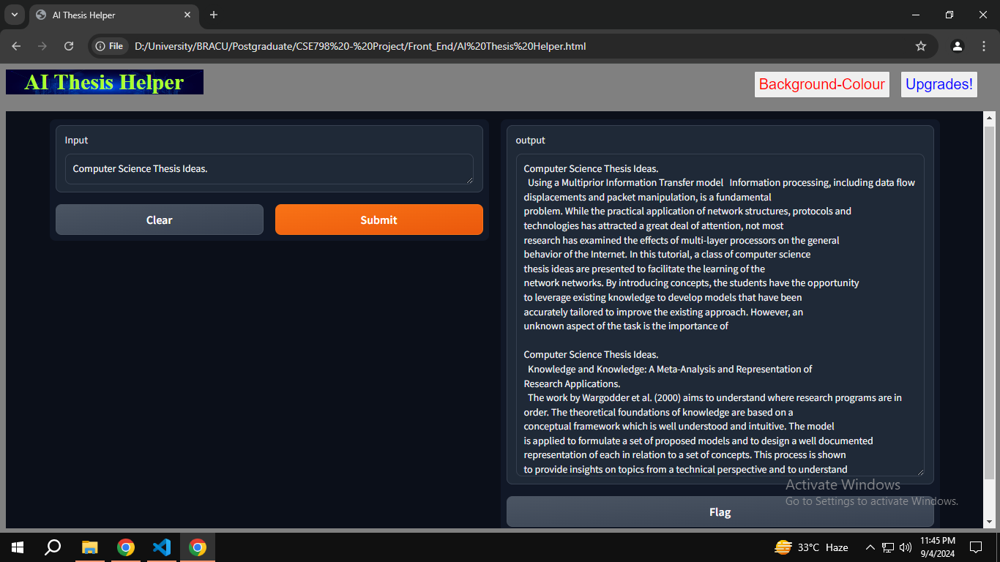 AI Thesis Helper
File
D:/University/BRACU/Postgraduate/CSE798%20-%20Project/Front_End/AI%20Thesis%20Helper.html
AI Thesis Helper
Background-Colour
Upgrades!
Input
Computer Science Thesis Ideas.
Clear
Submit
output
Computer Science Thesis Ideas.
Using a Multiprior Information Transfer model   Information processing, including data flow
displacements and packet manipulation, is a fundamental
problem. While the practical application of network structures, protocols and
technologies has attracted a great deal of attention, not most
research has examined the effects of multi-layer processors on the general
behavior of the Internet. In this tutorial, a class of computer science
thesis ideas are presented to facilitate the learning of the
network networks. By introducing concepts, the students have the opportunity
to leverage existing knowledge to develop models that have been
accurately tailored to improve the existing approach. However, an
unknown aspect of the task is the importance of
Computer Science Thesis Ideas.
Knowledge and Knowledge: A Meta-Analysis and Representation of
Research Applications.
The work by Wargodder et al. (2000) aims to understand where research programs are in
order. The theoretical foundations of knowledge are based on a
conceptual framework which is well understood and intuitive. The model
is applied to formulate a set of proposed models and to design a well documented
representation of each in relation to a set of concepts. This process is shown
to provide insights on topics from a technical perspective and to understand
Flag
Activate Windows
Go to Settings to activate Windows.
33°C Haze
11:45 PM
9/4/2024